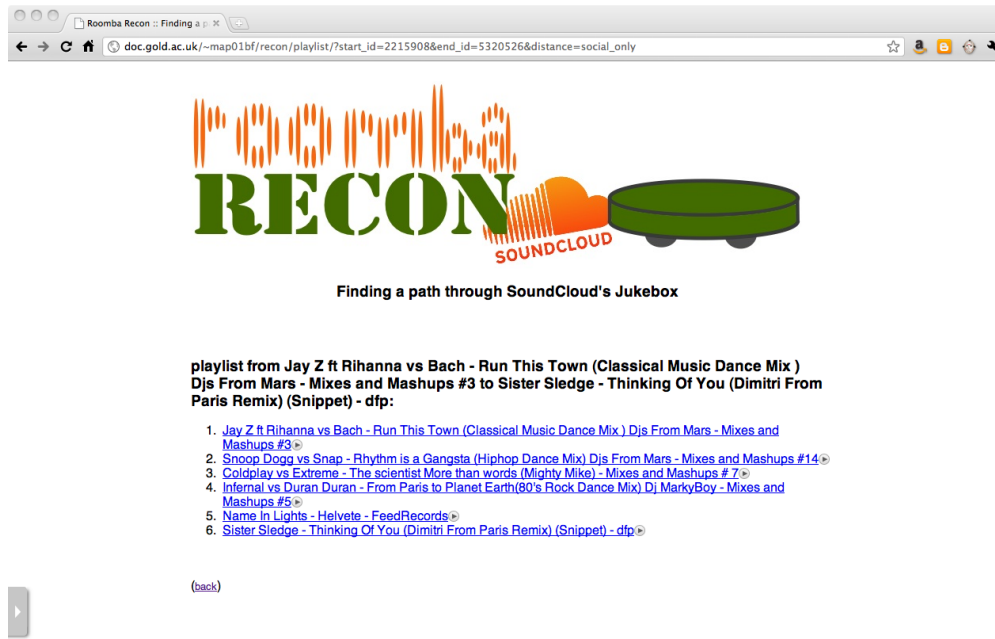 Roomba Recon :: Finding a p
doc.gold.ac.uk/~map01bf/recon/playlist/?start_id=2215908&end_id=5320526&distance=social_only
roomba
RECON
SOUNDCLOUD
Finding a path through SoundCloud's Jukebox
playlist from Jay Z ft Rihanna vs Bach - Run This Town (Classical Music Dance Mix )
Djs From Mars - Mixes and Mashups #3 to Sister Sledge - Thinking Of You (Dimitri From
Paris Remix) (Snippet) - dfp:
1. Jay Z ft Rihanna vs Bach - Run This Town (Classical Music Dance Mix ) Djs From Mars - Mixes and
Mashups #3
2. Snoop Dogg vs Snap - Rhythm is a Gangsta (Hiphop Dance Mix) Djs From Mars - Mixes and Mashups #14
3. Coldplay vs Extreme - The scientist More than words (Mighty Mike) - Mixes and Mashups # 7
4. Infernal vs Duran Duran - From Paris to Planet Earth(80's Rock Dance Mix) Dj MarkyBoy - Mixes and
Mashups #5
5. Name In Lights - Helvete - FeedRecords
6. Sister Sledge - Thinking Of You (Dimitri From Paris Remix) (Snippet) - dfp
(back)